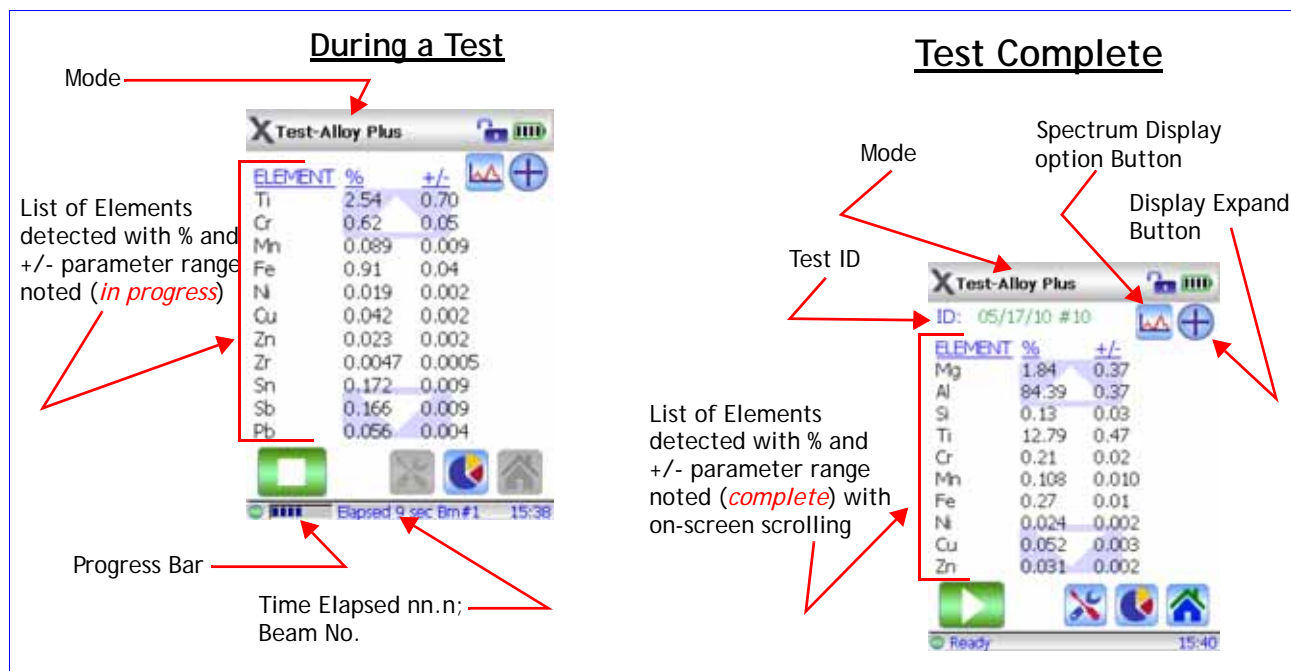 During a Test
Mode
X Test-Alloy Plus
ELEMENT % +/-
Ti 2.54 0.70
Cr 0.62 0.05
Mn 0.089 0.009
Fe 0.91 0.04
Ni 0.019 0.002
Cu 0.042 0.002
Zn 0.023 0.002
Zr 0.0047 0.0005
Sn 0.172 0.009
Sb 0.166 0.009
Pb 0.056 0.004
Elapsed 9 sec Bm#1 15:38
List of Elements
detected with % and
+/- parameter range
noted (in progress)
Progress Bar
Time Elapsed nn.n;
Beam No.
Test Complete
Spectrum Display
option Button
Mode
Display Expand
Button
Test ID
X Test-Alloy Plus
ID: 05/17/10 #10
ELEMENT % +/-
Mg 1.84 0.37
Al 84.39 0.37
Si 0.13 0.03
Ti 12.79 0.47
Cr 0.21 0.02
Mn 0.108 0.010
Fe 0.27 0.01
Ni 0.024 0.002
Cu 0.052 0.003
Zn 0.031 0.002
Ready 15:40
List of Elements
detected with % and
+/- parameter range
noted (complete) with
on-screen scrolling